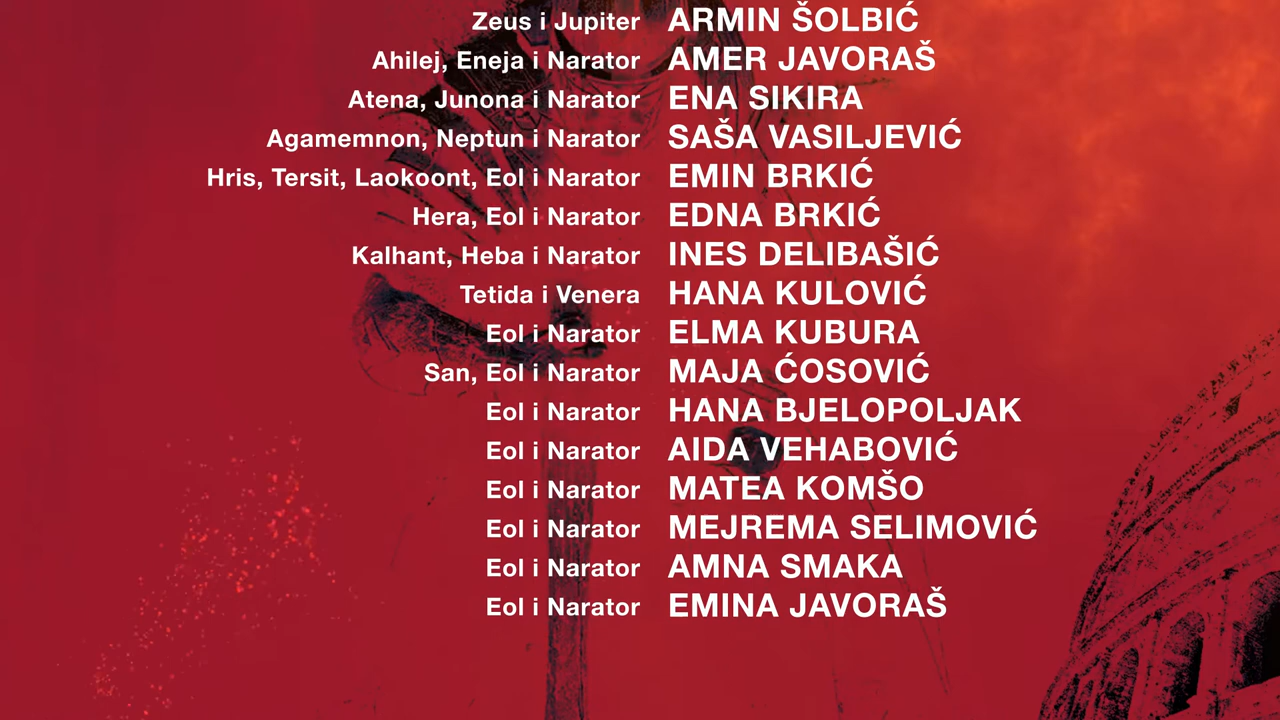 Zeus i Jupiter ARMIN ŠOLBIĆ
Ahilej, Eneja i Narator AMER JAVORAŠ
Atena, Junona i Narator ENA SIKIRA
Agamemnon, Neptun i Narator SAŠA VASILJEVIĆ
Hris, Tersit, Laokoont, Eol i Narator EMIN BRKIĆ
Hera, Eol i Narator EDNA BRKIĆ
Kalhant, Heba i Narator INES DELIBAŠIĆ
Tetida i Venera HANA KULOVIĆ
Eol i Narator ELMA KUBURA
San, Eol i Narator MAJA ĆOSOVIĆ
Eol i Narator HANA BJELOPOLJAK
Eol i Narator AIDA VEHABOVIĆ
Eol i Narator MATEA KOMŠO
Eol i Narator MEJREMA SELIMOVIĆ
Eol i Narator AMNA SMAKA
Eol i Narator EMINA JAVORAŠ